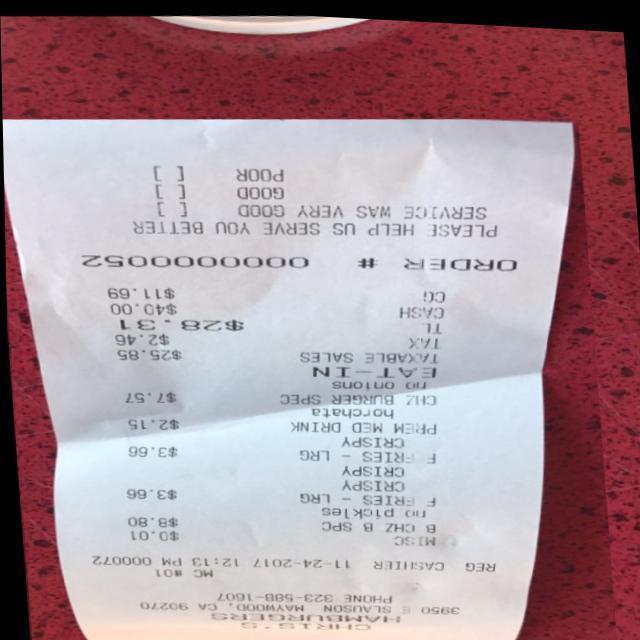 CHRIS'S
HAMBURGERS
3950 E SLAUSON MAYWOOD, CA 90270
PHONE 323-588-1607
MC #01
REG CASHIER 11-24-2017 12:13 PM 000072
MISC $0.01
B CHZ B SPC $8.80
no pickles
F FRIES - LRG $3.66
CRISPY
CRISPY
F FRIES - LRG $3.66
CRISPY
PREM MED DRINK $2.15
horchata
CHZ BURGER SPEC $7.57
no onions
EAT-IN
TAXABLE SALES $25.85
TAX $2.46
TL $28.31
CASH $40.00
CG $11.69
ORDER # 0000000052
PLEASE HELP US SERVE YOU BETTER
SERVICE WAS VERY GOOD [ ]
GOOD [ ]
POOR [ ]